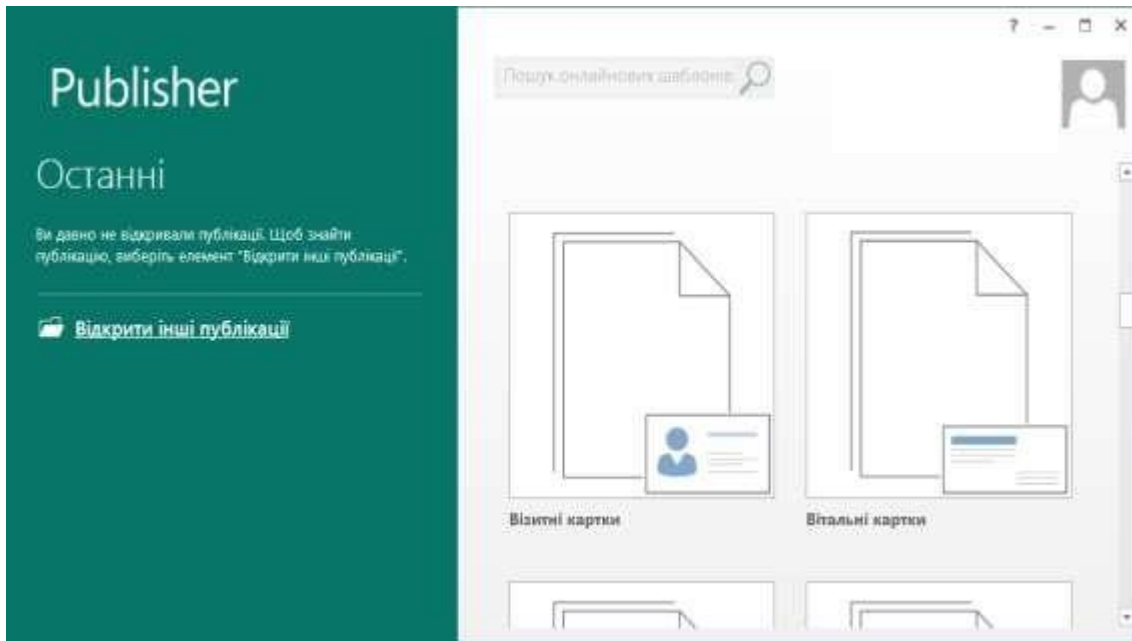 Publisher
Останні
Ви давно не відкривали публікації. Щоб знайти
публікацію, виберіть елемент "Відкрити інші публікації".
Відкрити інші публікації
?
Пошук онлайнових шаблонів
Візитні картки
Вітальні картки